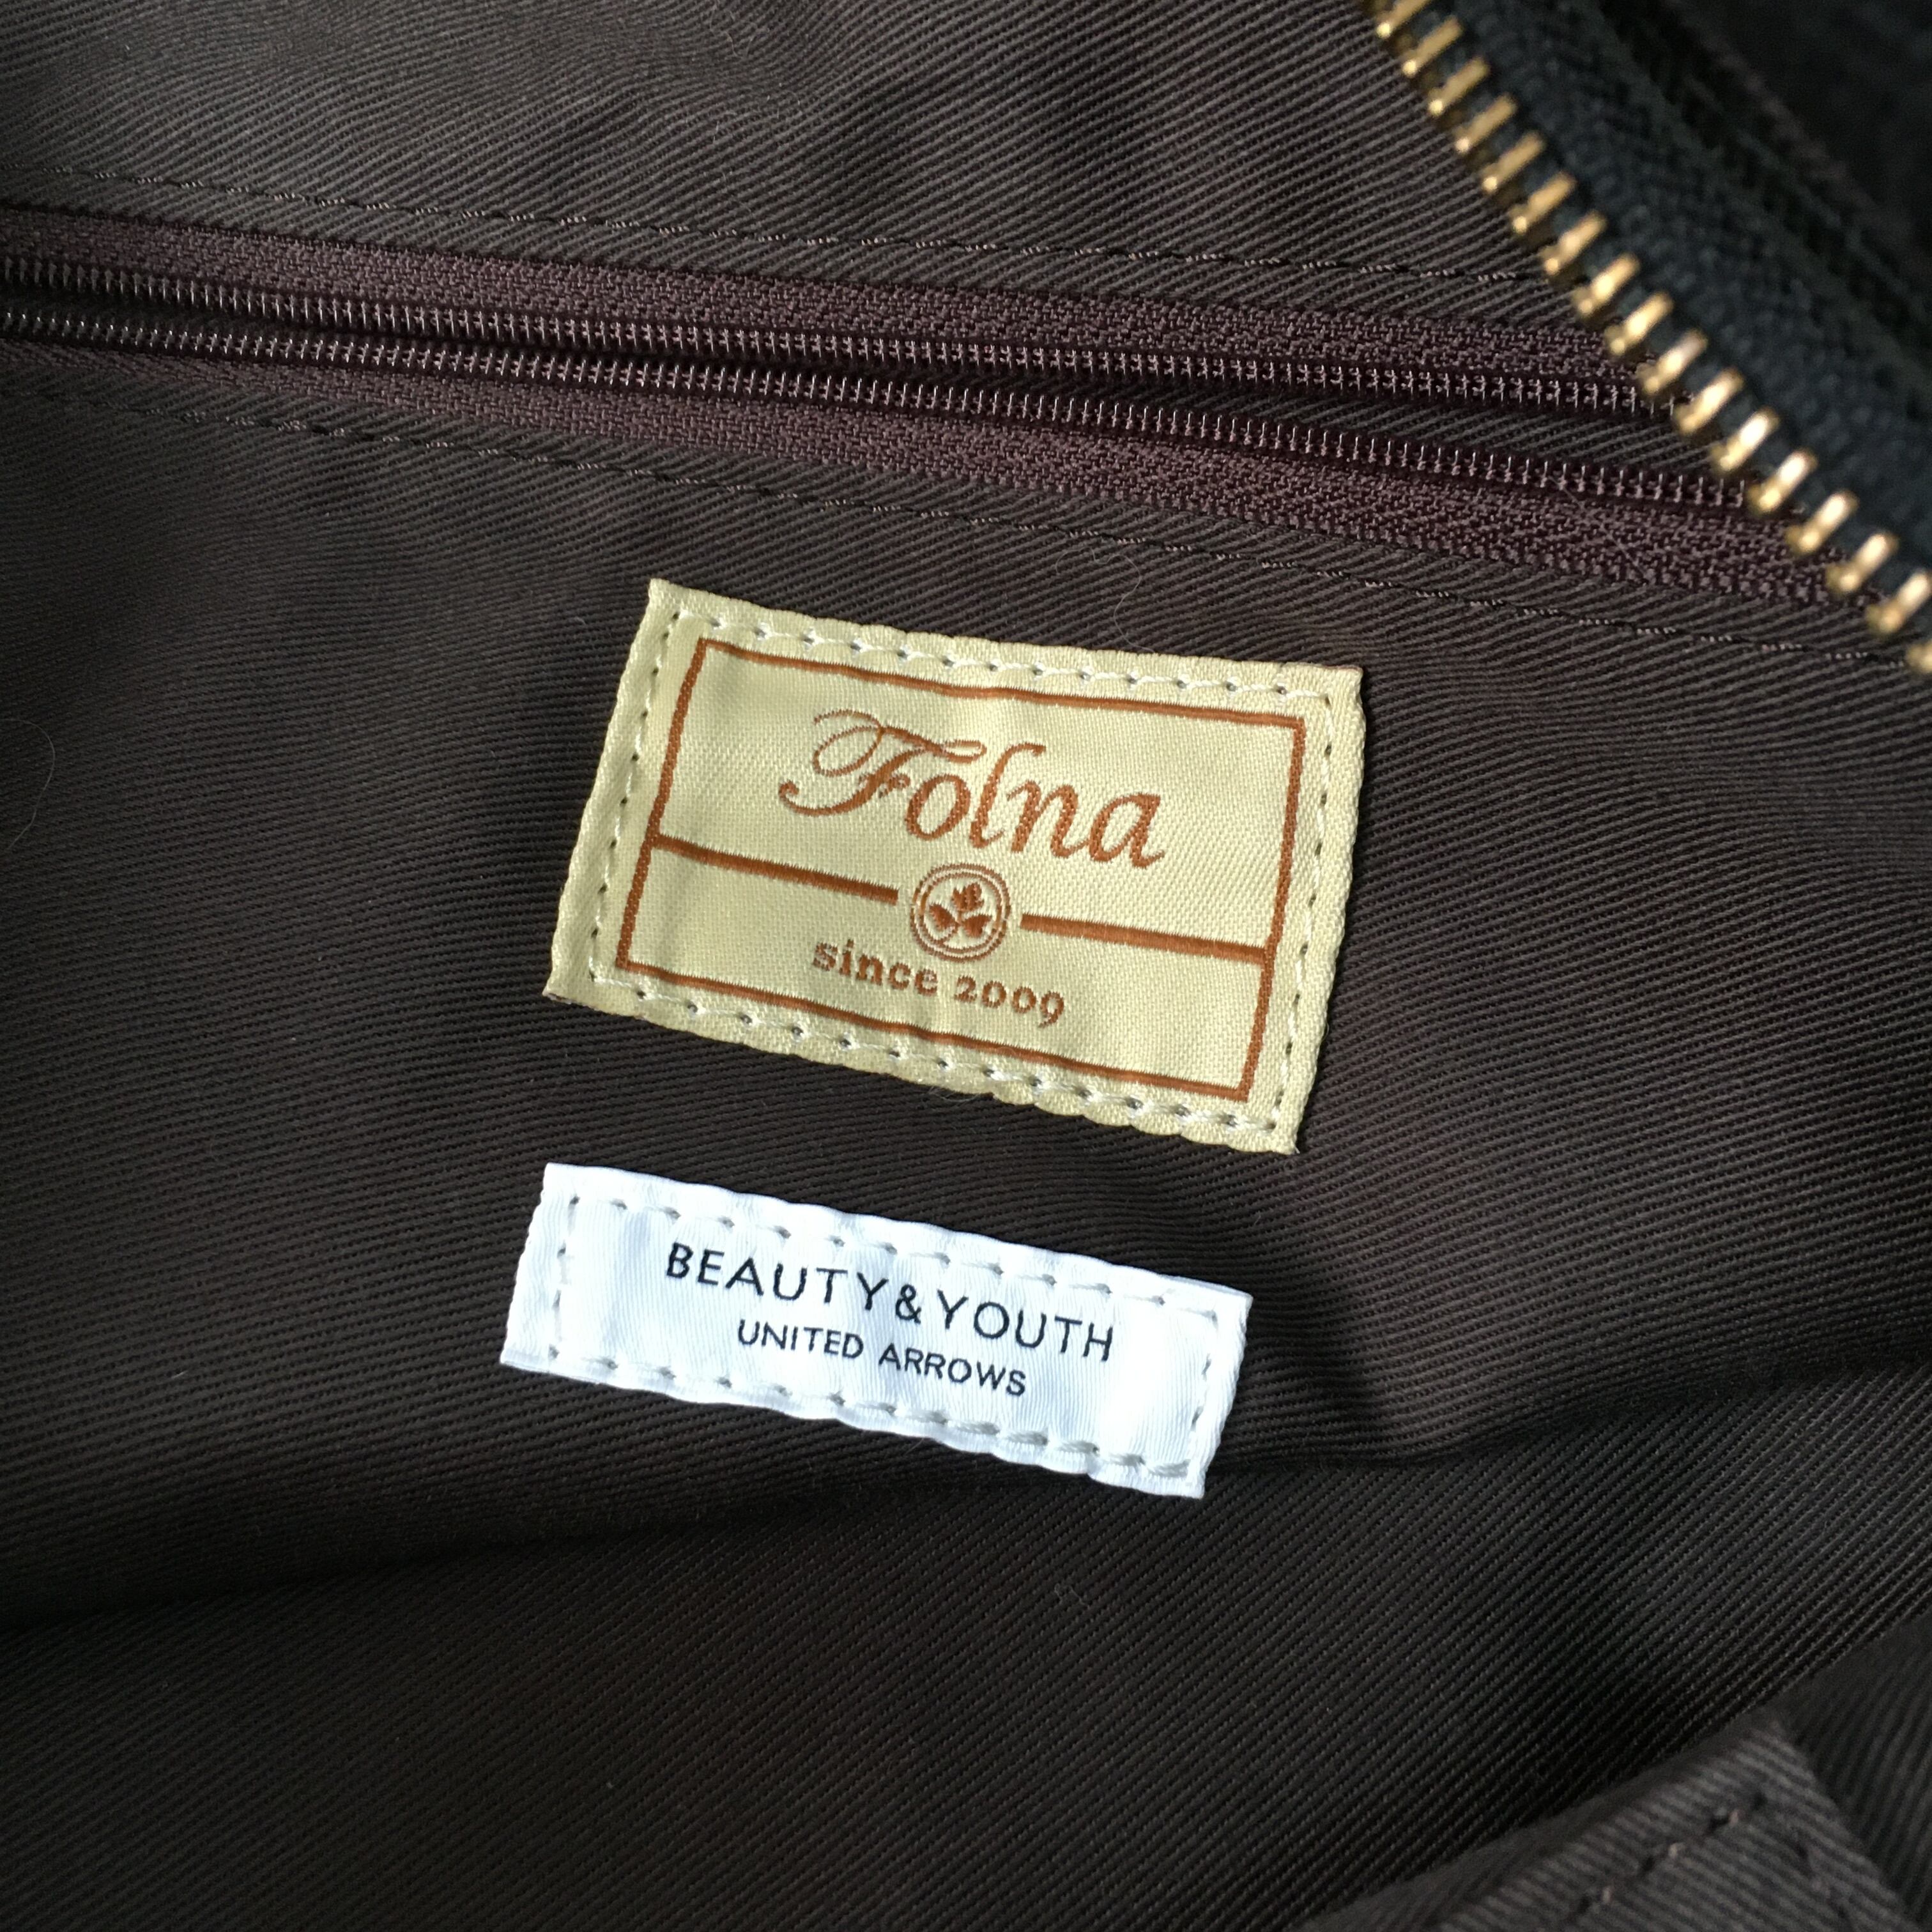 Folna
since 2009
BEAUTY&YOUTH
UNITED ARROWS